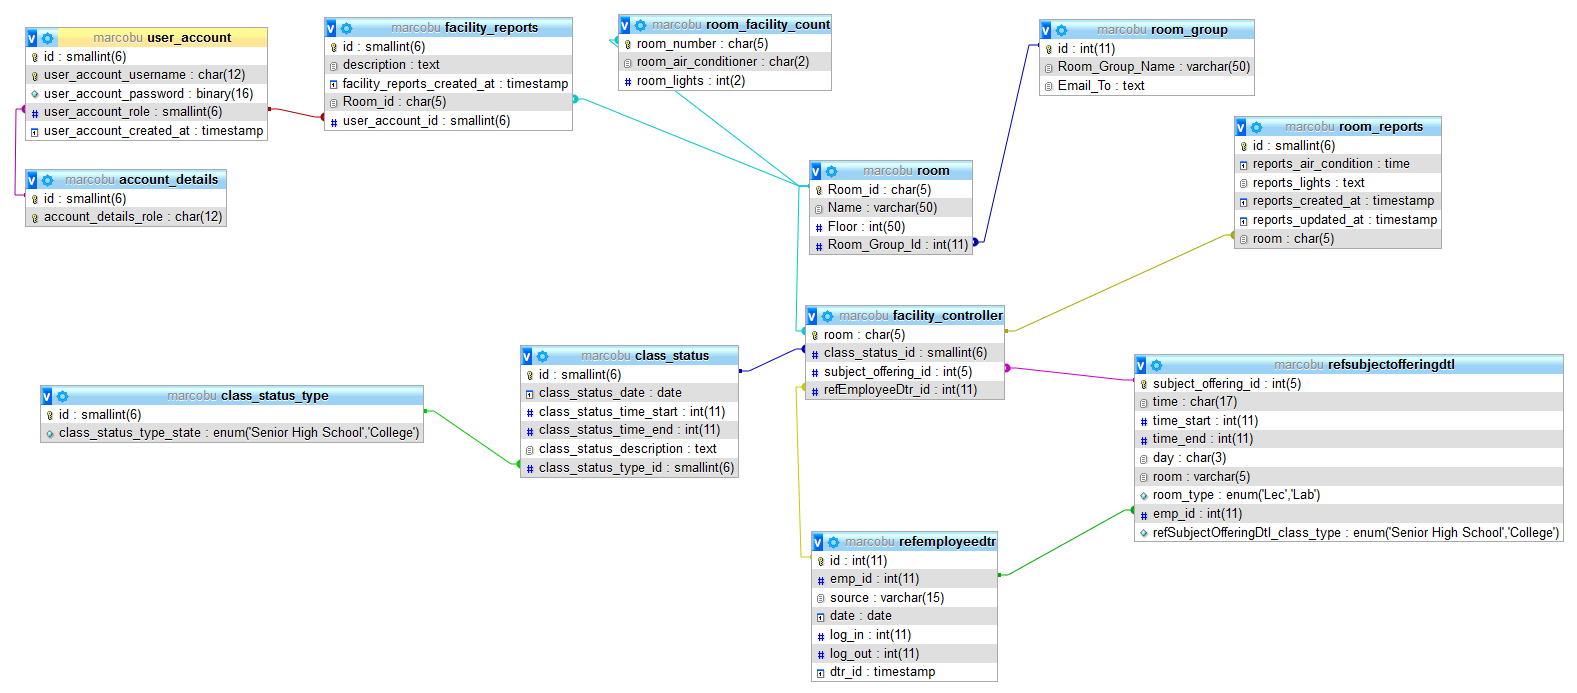 marcobu user_account
id : smallint(6)
user_account_username : char(12)
user_account_password : binary(16)
user_account_role : smallint(6)
user_account_created_at : timestamp
marcobu account_details
id : smallint(6)
account_details_role : char(12)
marcobu facility_reports
id : smallint(6)
description : text
facility_reports_created_at : timestamp
Room_id : char(5)
user_account_id : smallint(6)
marcobu room_facility_count
room_number : char(5)
room_air_conditioner : char(2)
room_lights : int(2)
marcobu room_group
id : int(11)
Room_Group_Name : varchar(50)
Email_To : text
marcobu room_reports
id : smallint(6)
reports_air_condition : time
reports_lights : text
reports_created_at : timestamp
reports_updated_at : timestamp
room : char(5)
marcobu room
Room_id : char(5)
Name : varchar(50)
Floor : int(50)
Room_Group_Id : int(11)
marcobu facility_controller
room : char(5)
class_status_id : smallint(6)
subject_offering_id : int(5)
refEmployeeDtr_id : int(11)
marcobu class_status
id : smallint(6)
class_status_date : date
class_status_time_start : int(11)
class_status_time_end : int(11)
class_status_description : text
class_status_type_id : smallint(6)
marcobu class_status_type
id : smallint(6)
class_status_type_state : enum('Senior High School','College')
marcobu refsubjectofferingdtl
subject_offering_id : int(5)
time : char(17)
time_start : int(11)
time_end : int(11)
day : char(3)
room : varchar(5)
room_type : enum('Lec','Lab')
emp_id : int(11)
refSubjectOfferingDtl_class_type : enum('Senior High School','College')
marcobu refemployeedtr
id : int(11)
emp_id : int(11)
source : varchar(15)
date : date
log_in : int(11)
log_out : int(11)
dtr_id : timestamp